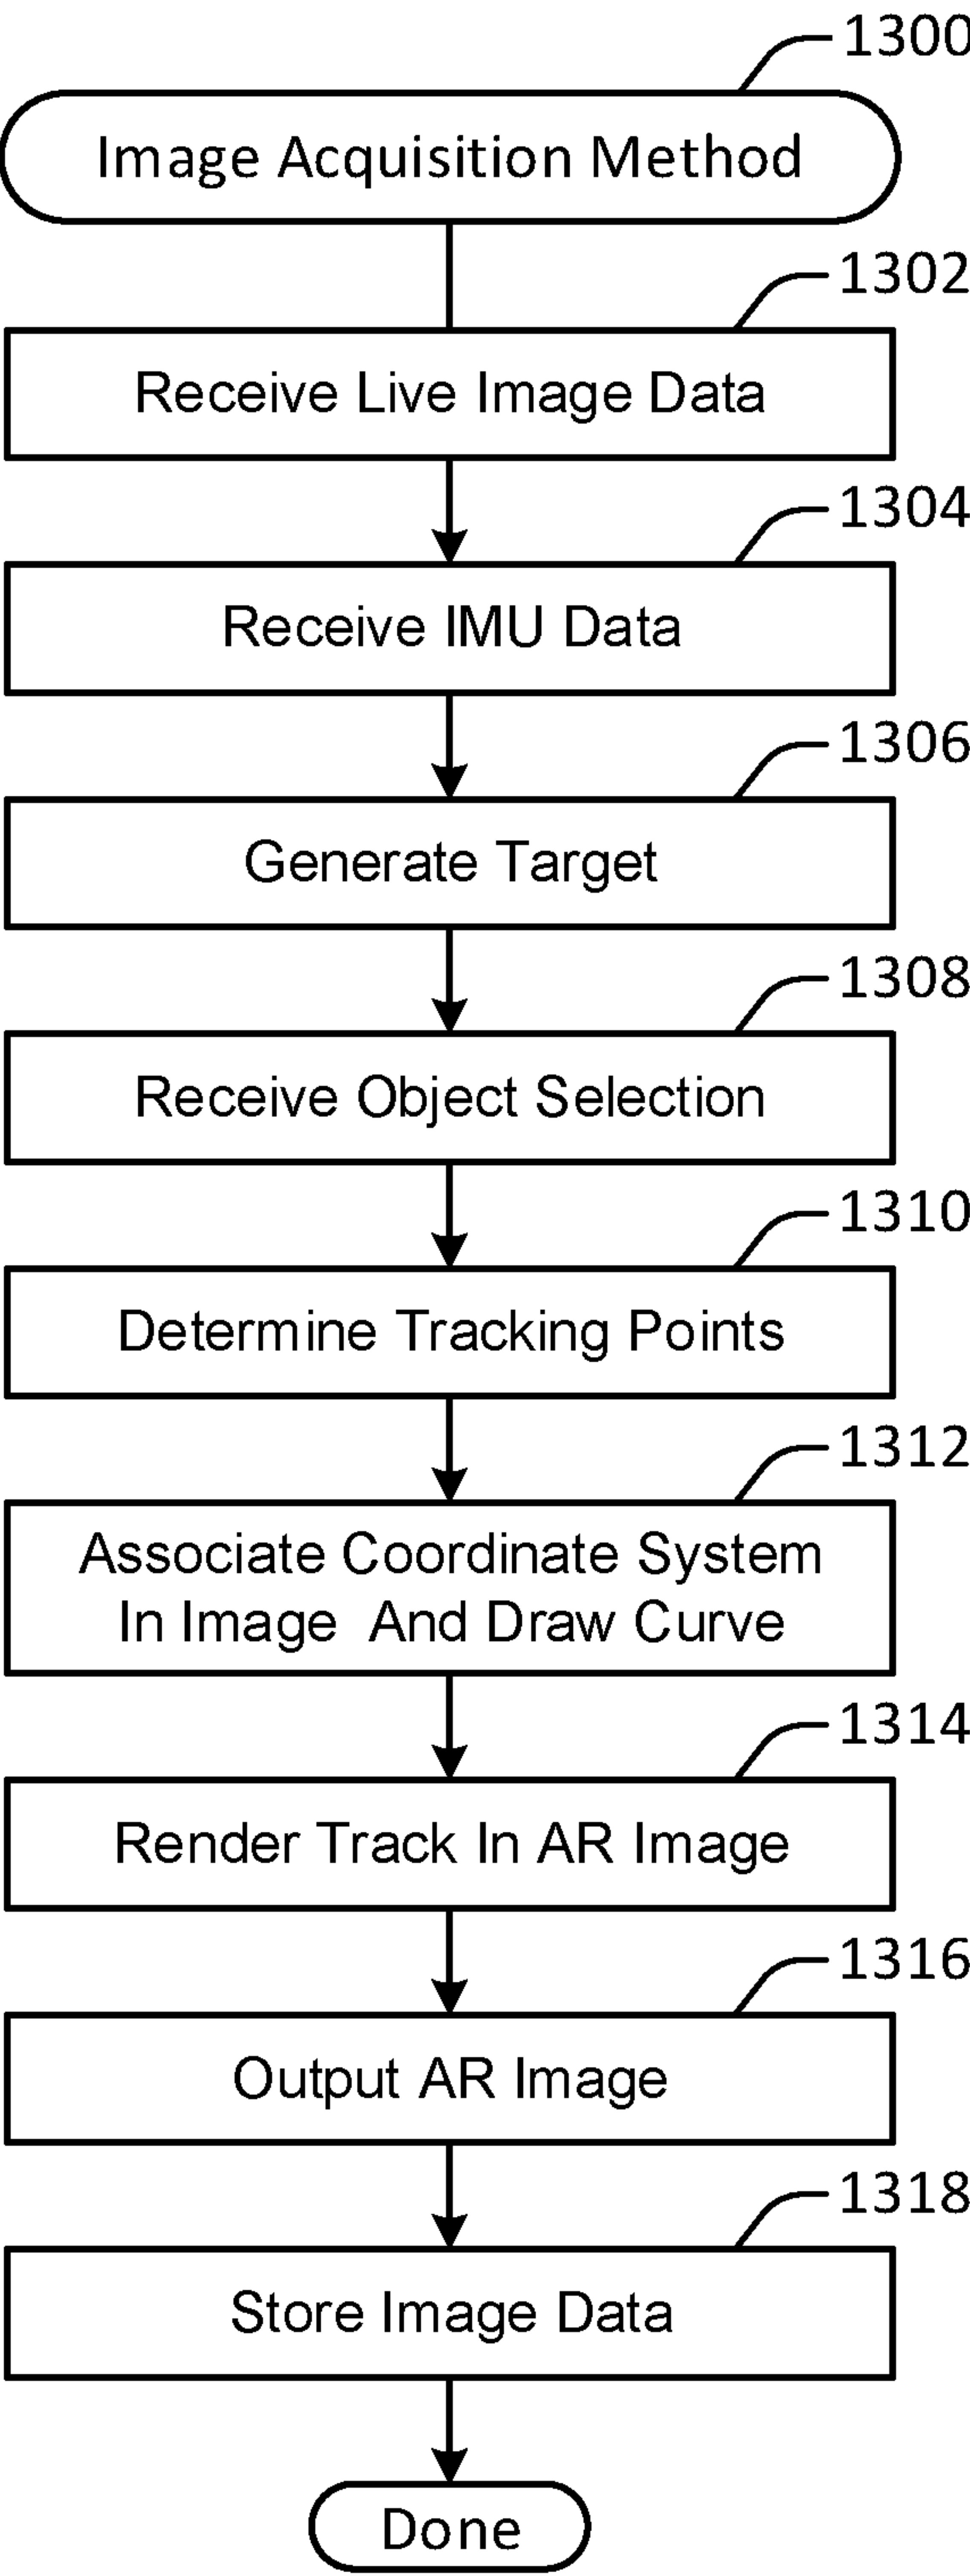 1300
Image Acquisition Method
1302
Receive Live Image Data
1304
Receive IMU Data
1306
Generate Target
1308
Receive Object Selection
1310
Determine Tracking Points
1312
Associate Coordinate System
In Image And Draw Curve
1314
Render Track In AR Image
1316
Output AR Image
1318
Store Image Data
Done